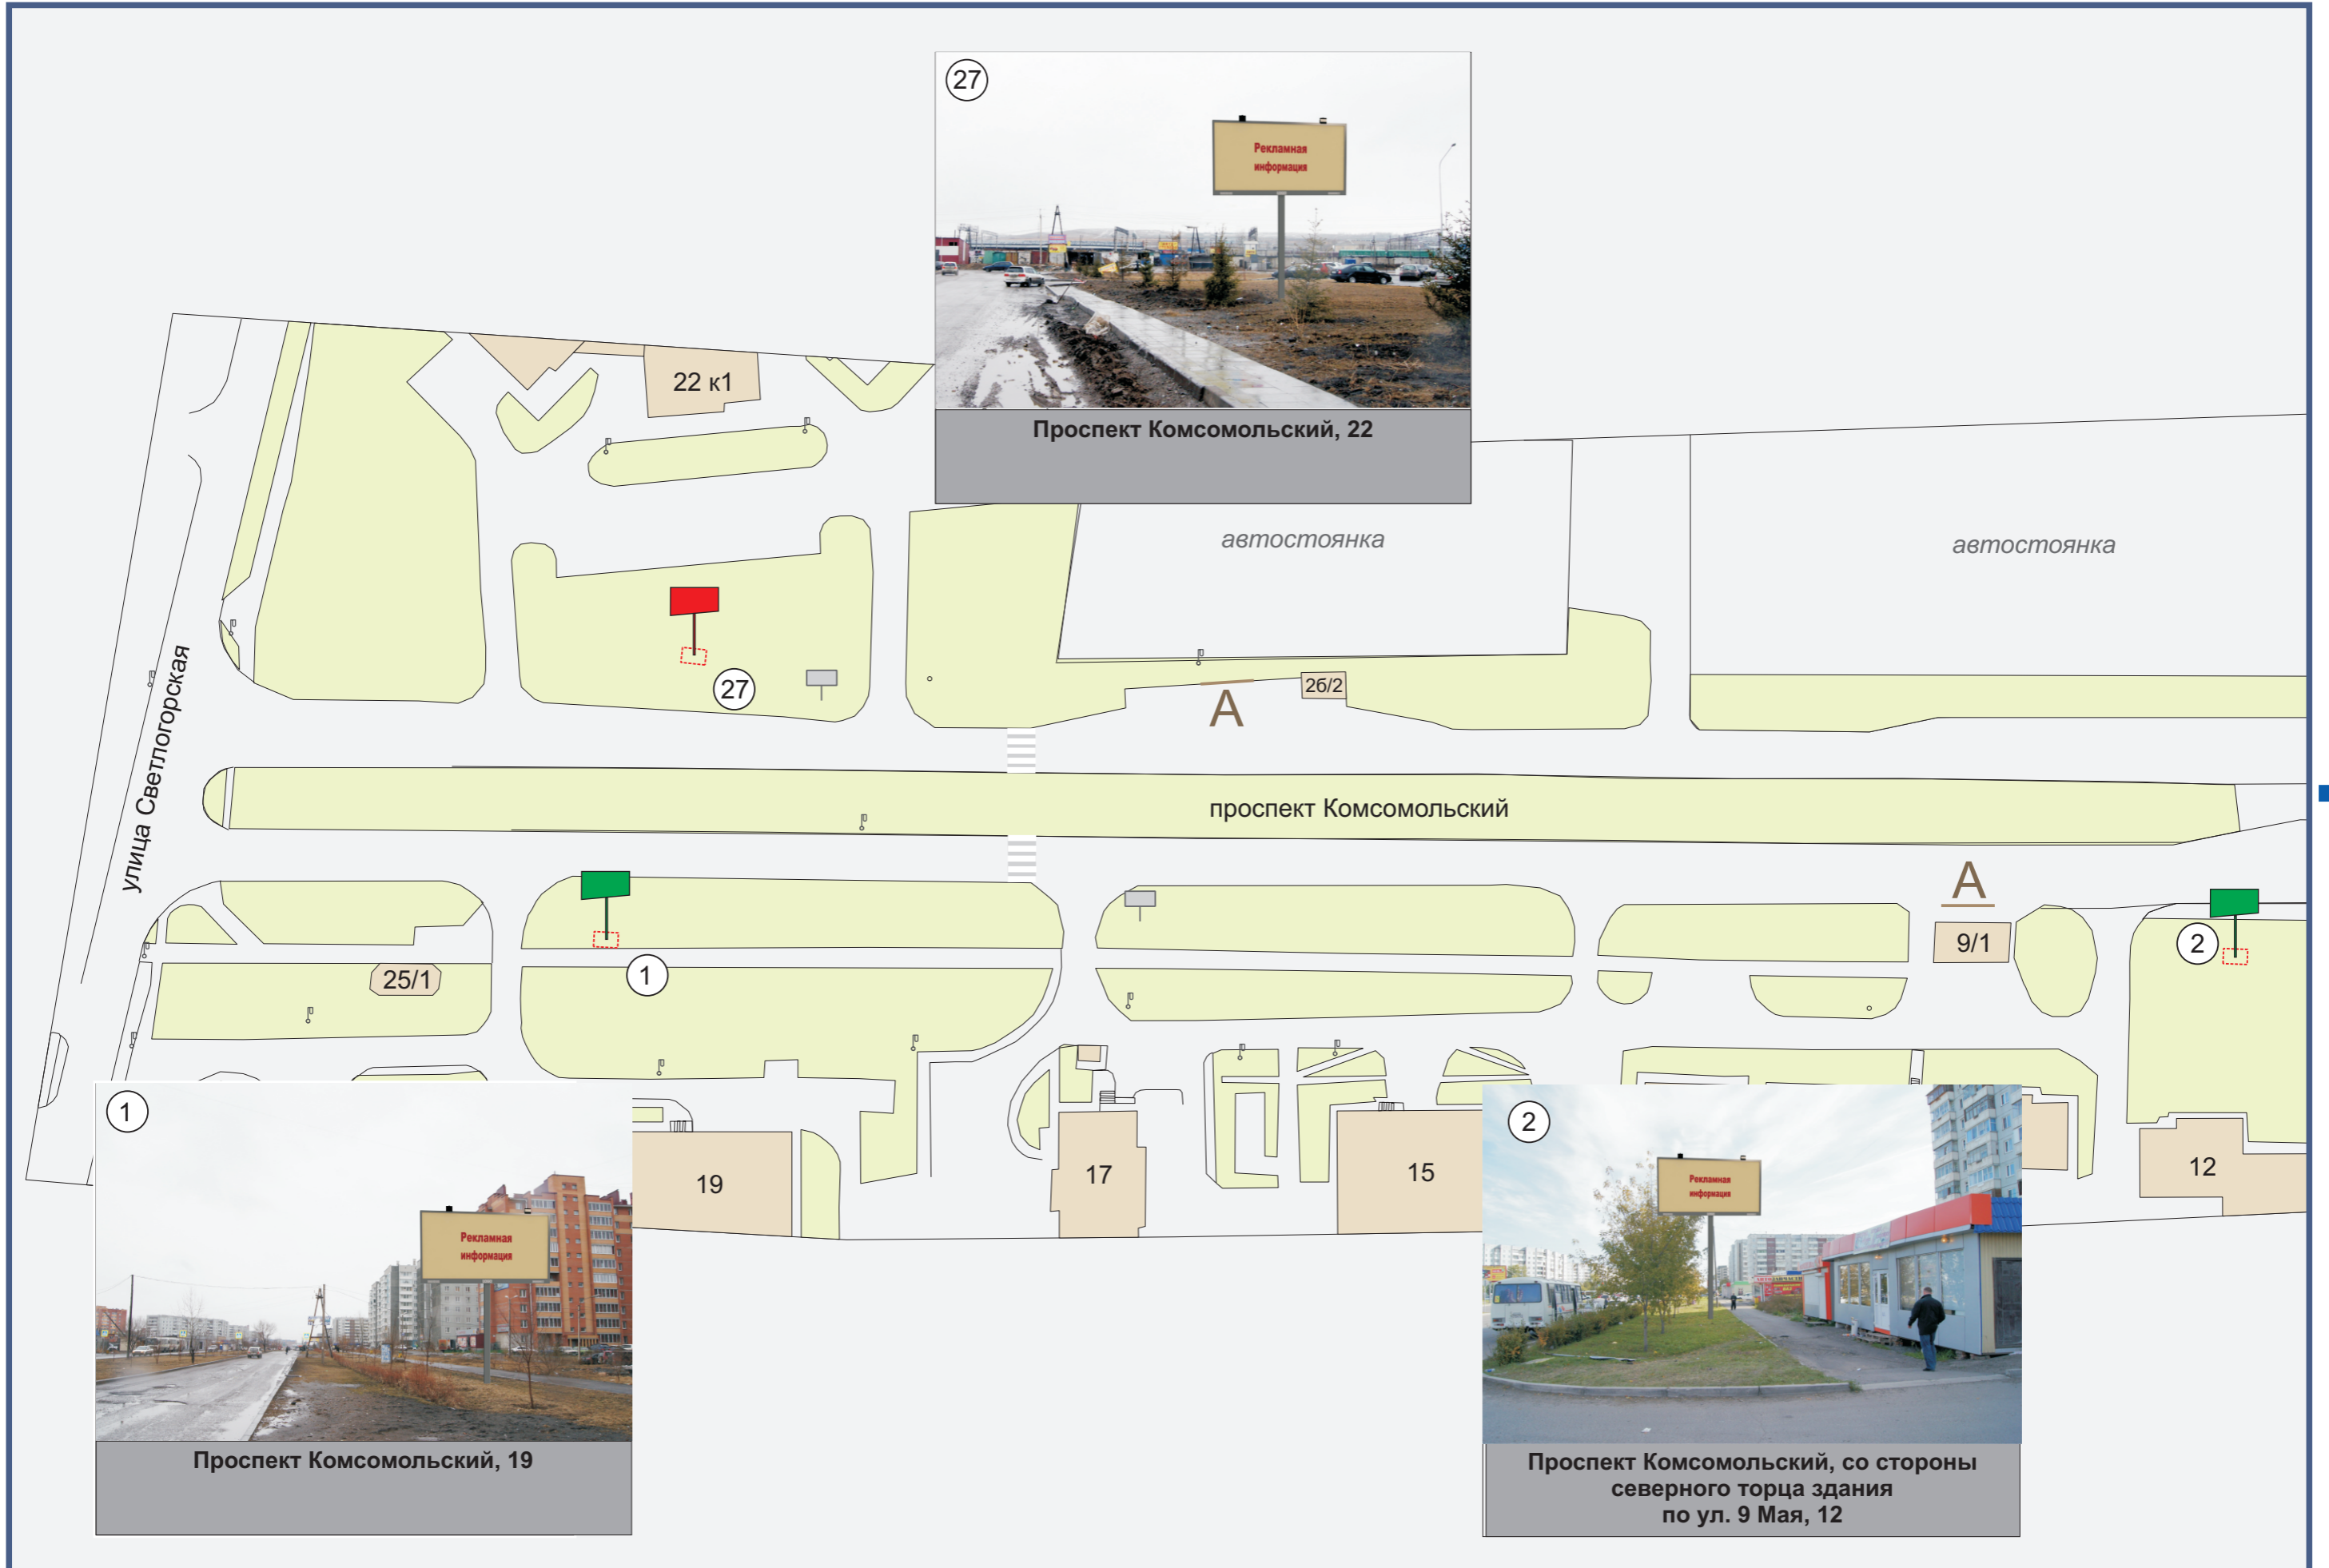 27
Рекламная
информация
Проспект Комсомольский, 22
22 к1
автостоянка
автостоянка
27
2б/2
А
улица Светлогорская
проспект Комсомольский
А
9/1
2
25/1
1
1
Рекламная
информация
Проспект Комсомольский, 19
19
17
15
2
Рекламная
информация
Проспект Комсомольский, со стороны
северного торца здания
по ул. 9 Мая, 12
12